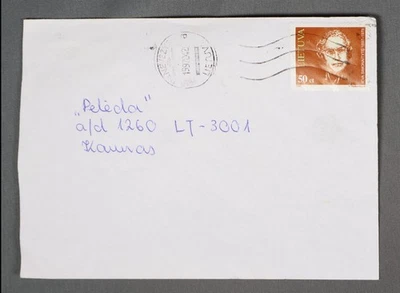 LIETUVA
50 ct
„Pelėda"
a/d 1260 LT-3001
Kaunas